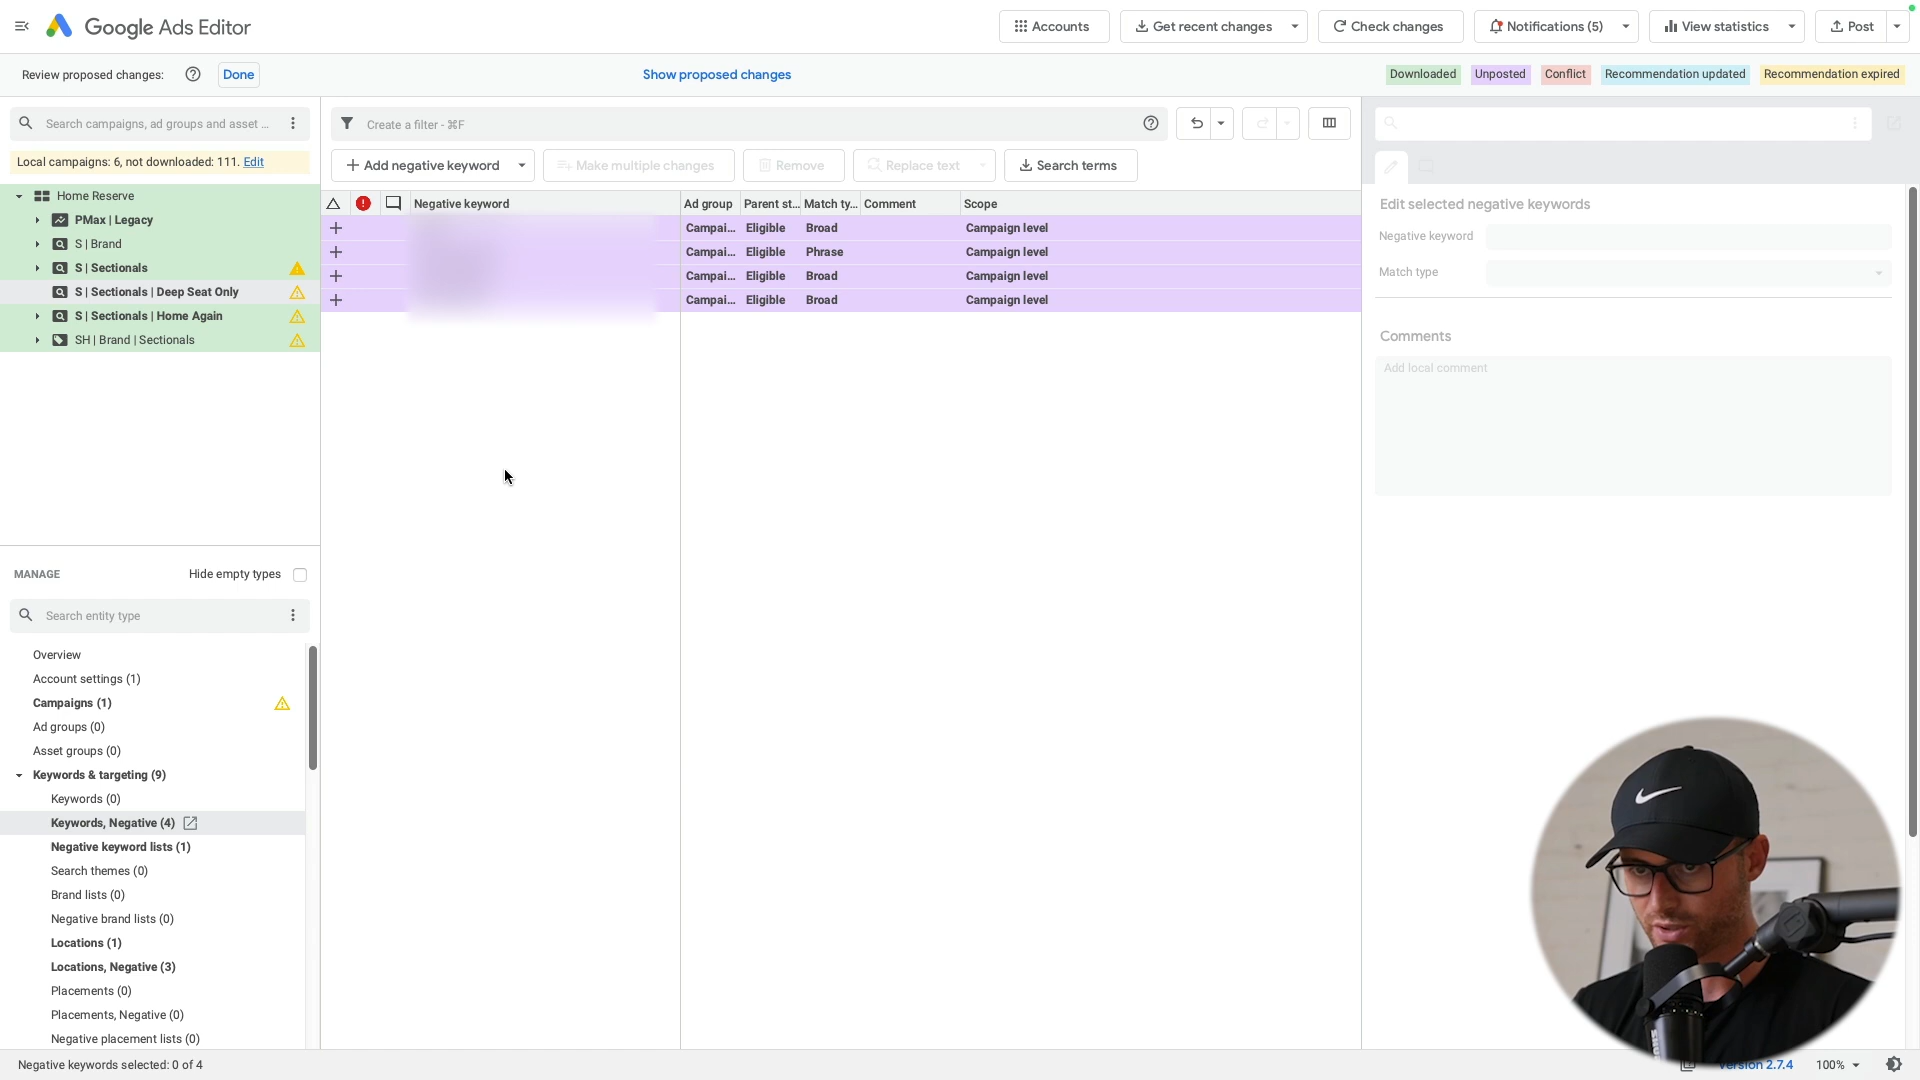 Google Ads Editor
Accounts
Get recent changes
Check changes
Notifications (5)
View statistics
Post
Review proposed changes:
Done
Show proposed changes
Downloaded
Unposted
Conflict
Recommendation updated
Recommendation expired
Search campaigns, ad groups and asset ...
Create a filter - ⌘F
Local campaigns: 6, not downloaded: 111. Edit
Add negative keyword
Make multiple changes
Remove
Replace text
Search terms
Home Reserve
PMax | Legacy
S | Brand
S | Sectionals
S | Sectionals | Deep Seat Only
S | Sectionals | Home Again
SH | Brand | Sectionals
Negative keyword
Ad group
Parent st...
Match ty...
Comment
Scope
Campai... Eligible Broad Campaign level
Campai... Eligible Phrase Campaign level
Campai... Eligible Broad Campaign level
Campai... Eligible Broad Campaign level
Edit selected negative keywords
Negative keyword
Match type
Comments
Add local comment
MANAGE
Hide empty types
Search entity type
Overview
Account settings (1)
Campaigns (1)
Ad groups (0)
Asset groups (0)
Keywords & targeting (9)
Keywords (0)
Keywords, Negative (4)
Negative keyword lists (1)
Search themes (0)
Brand lists (0)
Negative brand lists (0)
Locations (1)
Locations, Negative (3)
Placements (0)
Placements, Negative (0)
Negative placement lists (0)
Negative keywords selected: 0 of 4
Version 2.7.4
100%